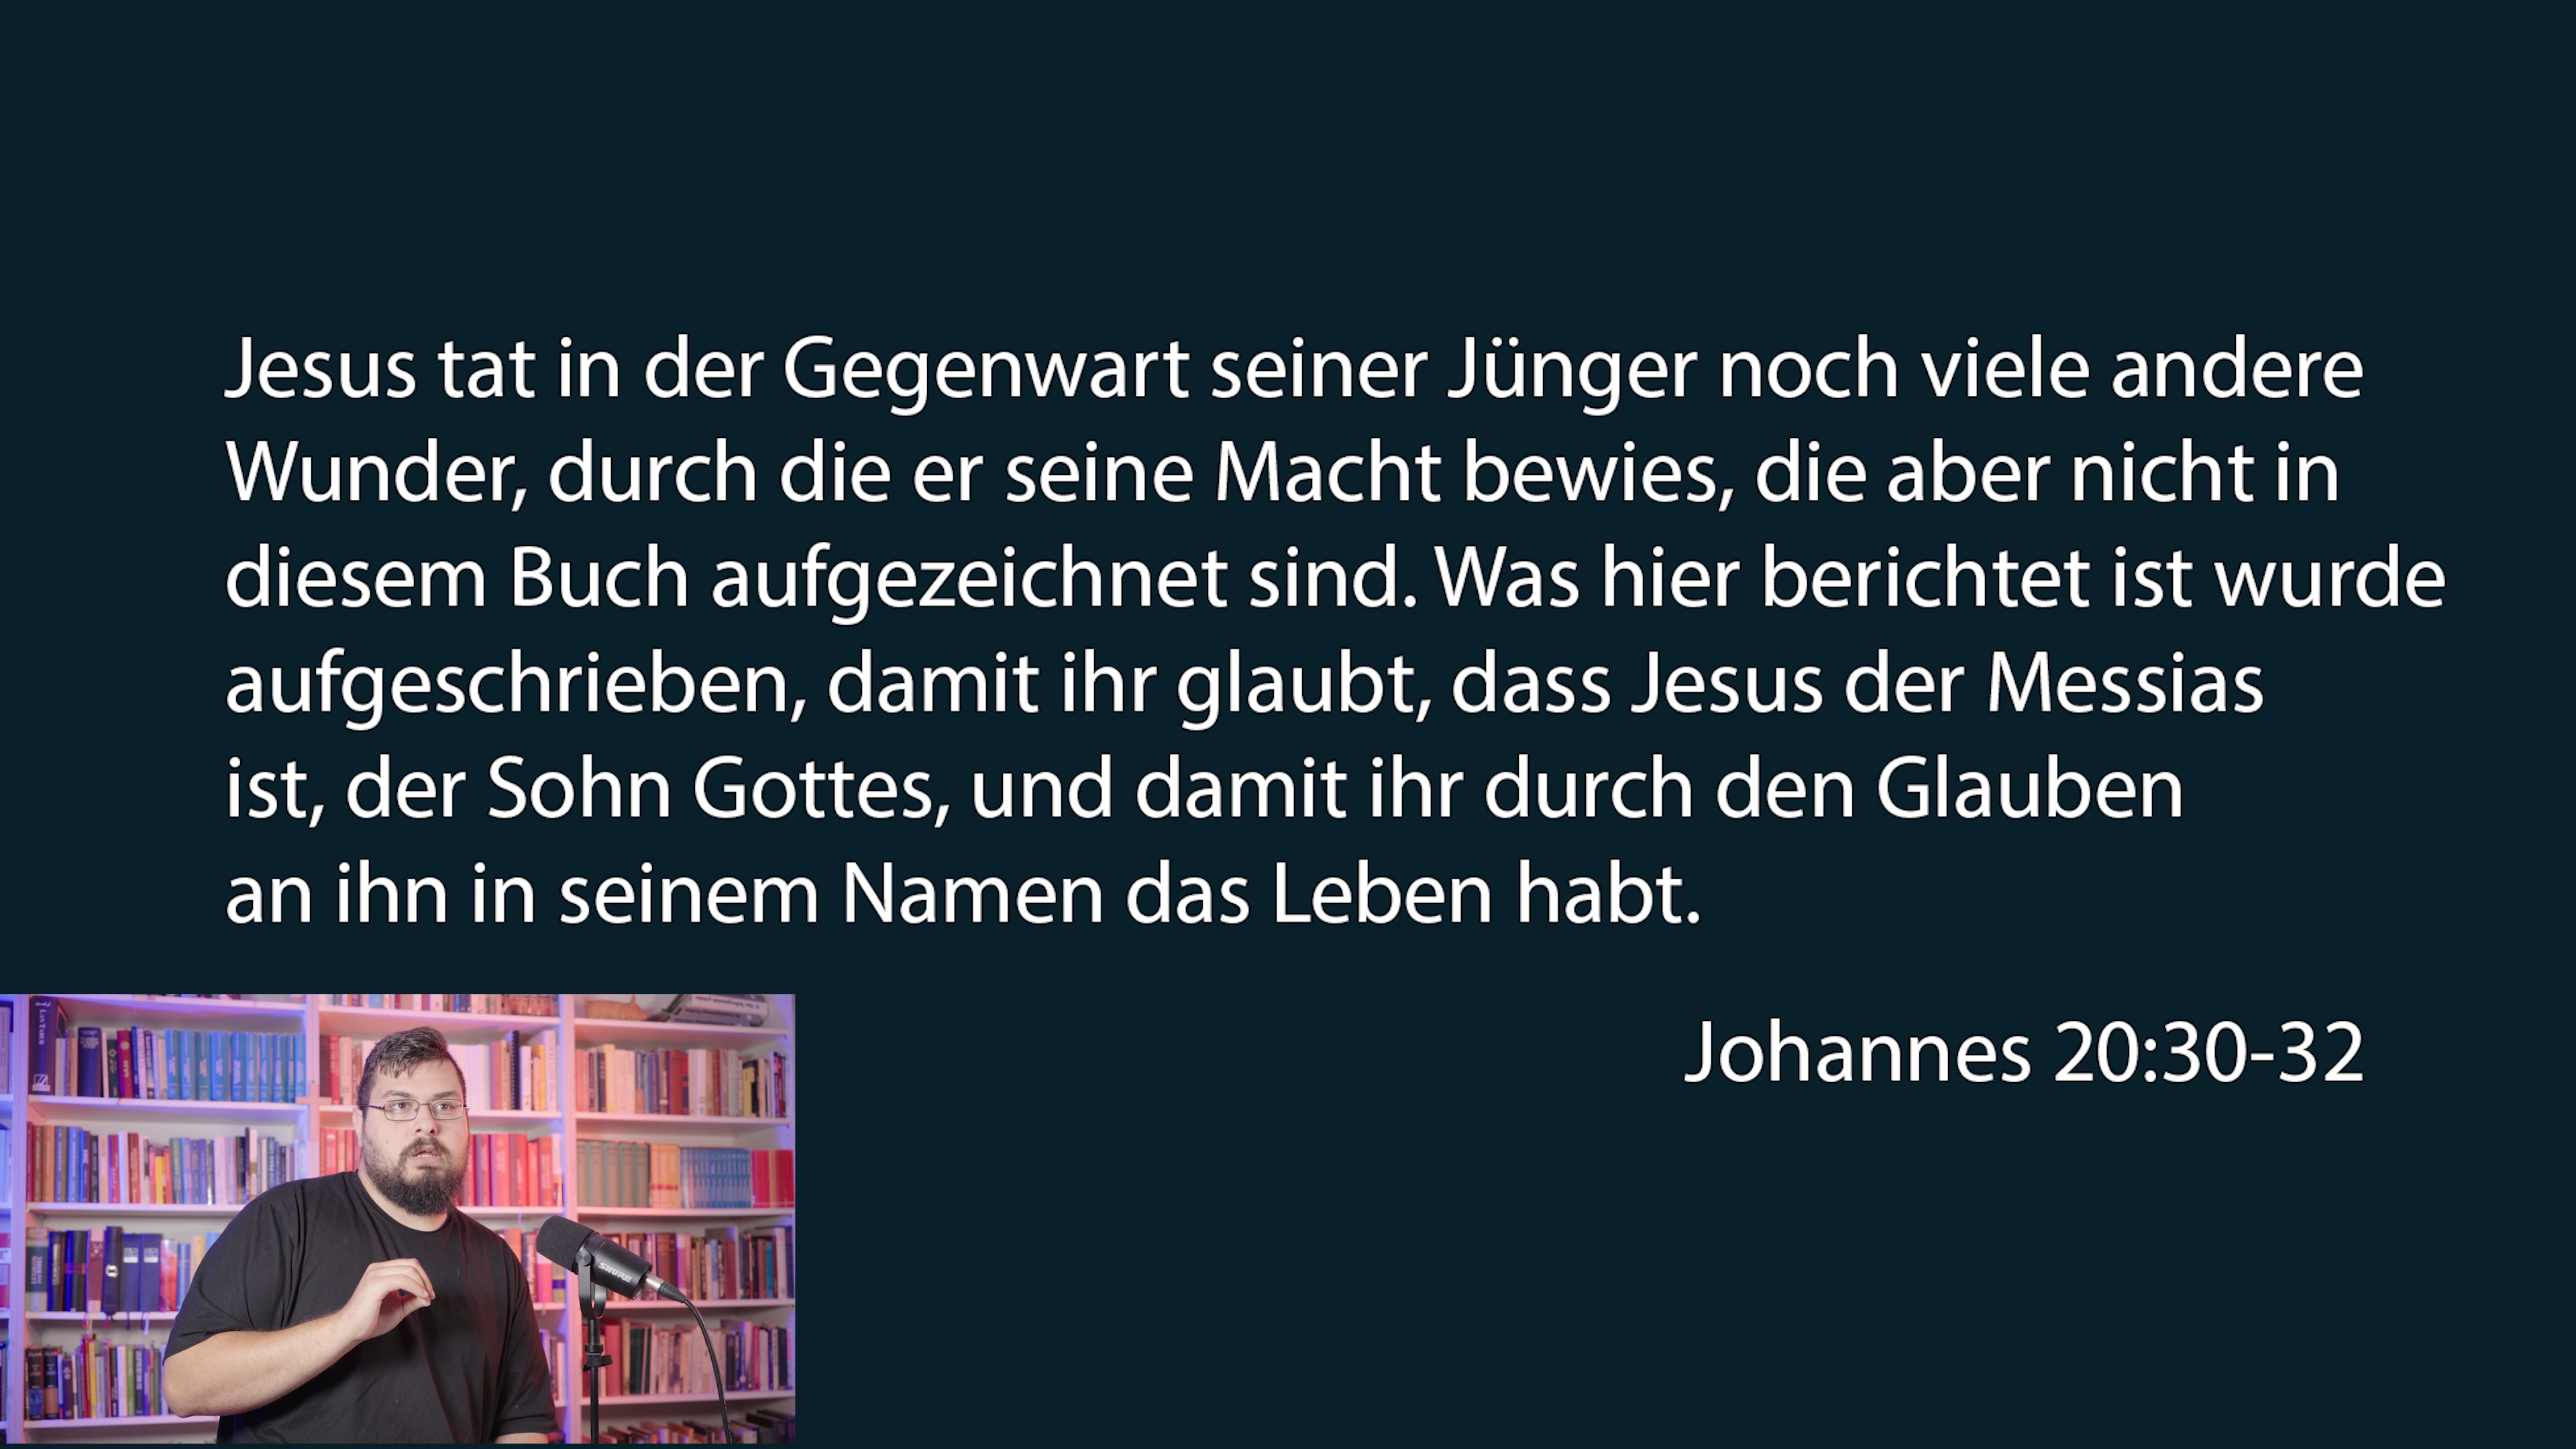 Jesus tat in der Gegenwart seiner Jünger noch viele andere
Wunder, durch die er seine Macht bewies, die aber nicht in
diesem Buch aufgezeichnet sind. Was hier berichtet ist wurde
aufgeschrieben, damit ihr glaubt, dass Jesus der Messias
ist, der Sohn Gottes, und damit ihr durch den Glauben
an ihn in seinem Namen das Leben habt.
Johannes 20:30-32
SHURE